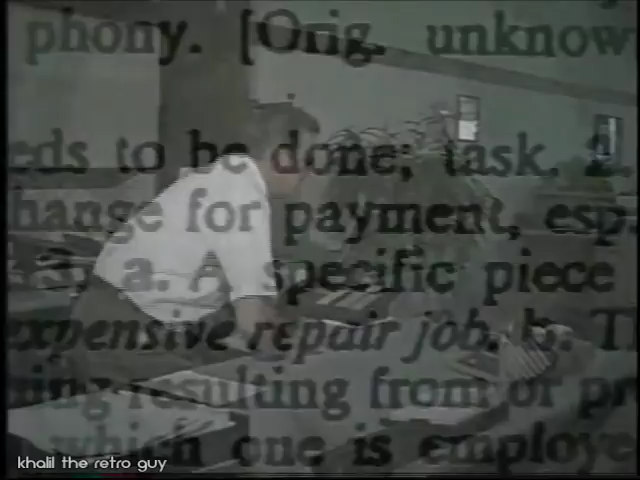 phony. [Orig. unknow
eds to be done; task. 2.
hange for payment, esp.
a. A specific piece
expensive repair job. b. T
ing resulting from or pr
which one is employe
khalil the retro guy